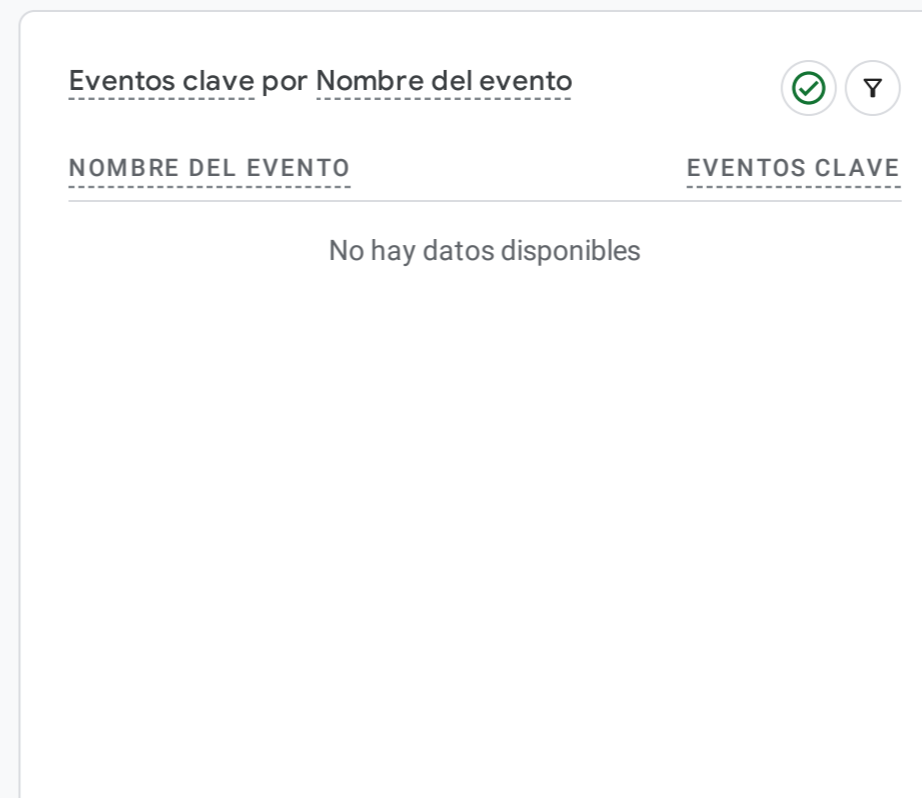 Eventos clave por Nombre del evento
NOMBRE DEL EVENTO EVENTOS CLAVE
No hay datos disponibles